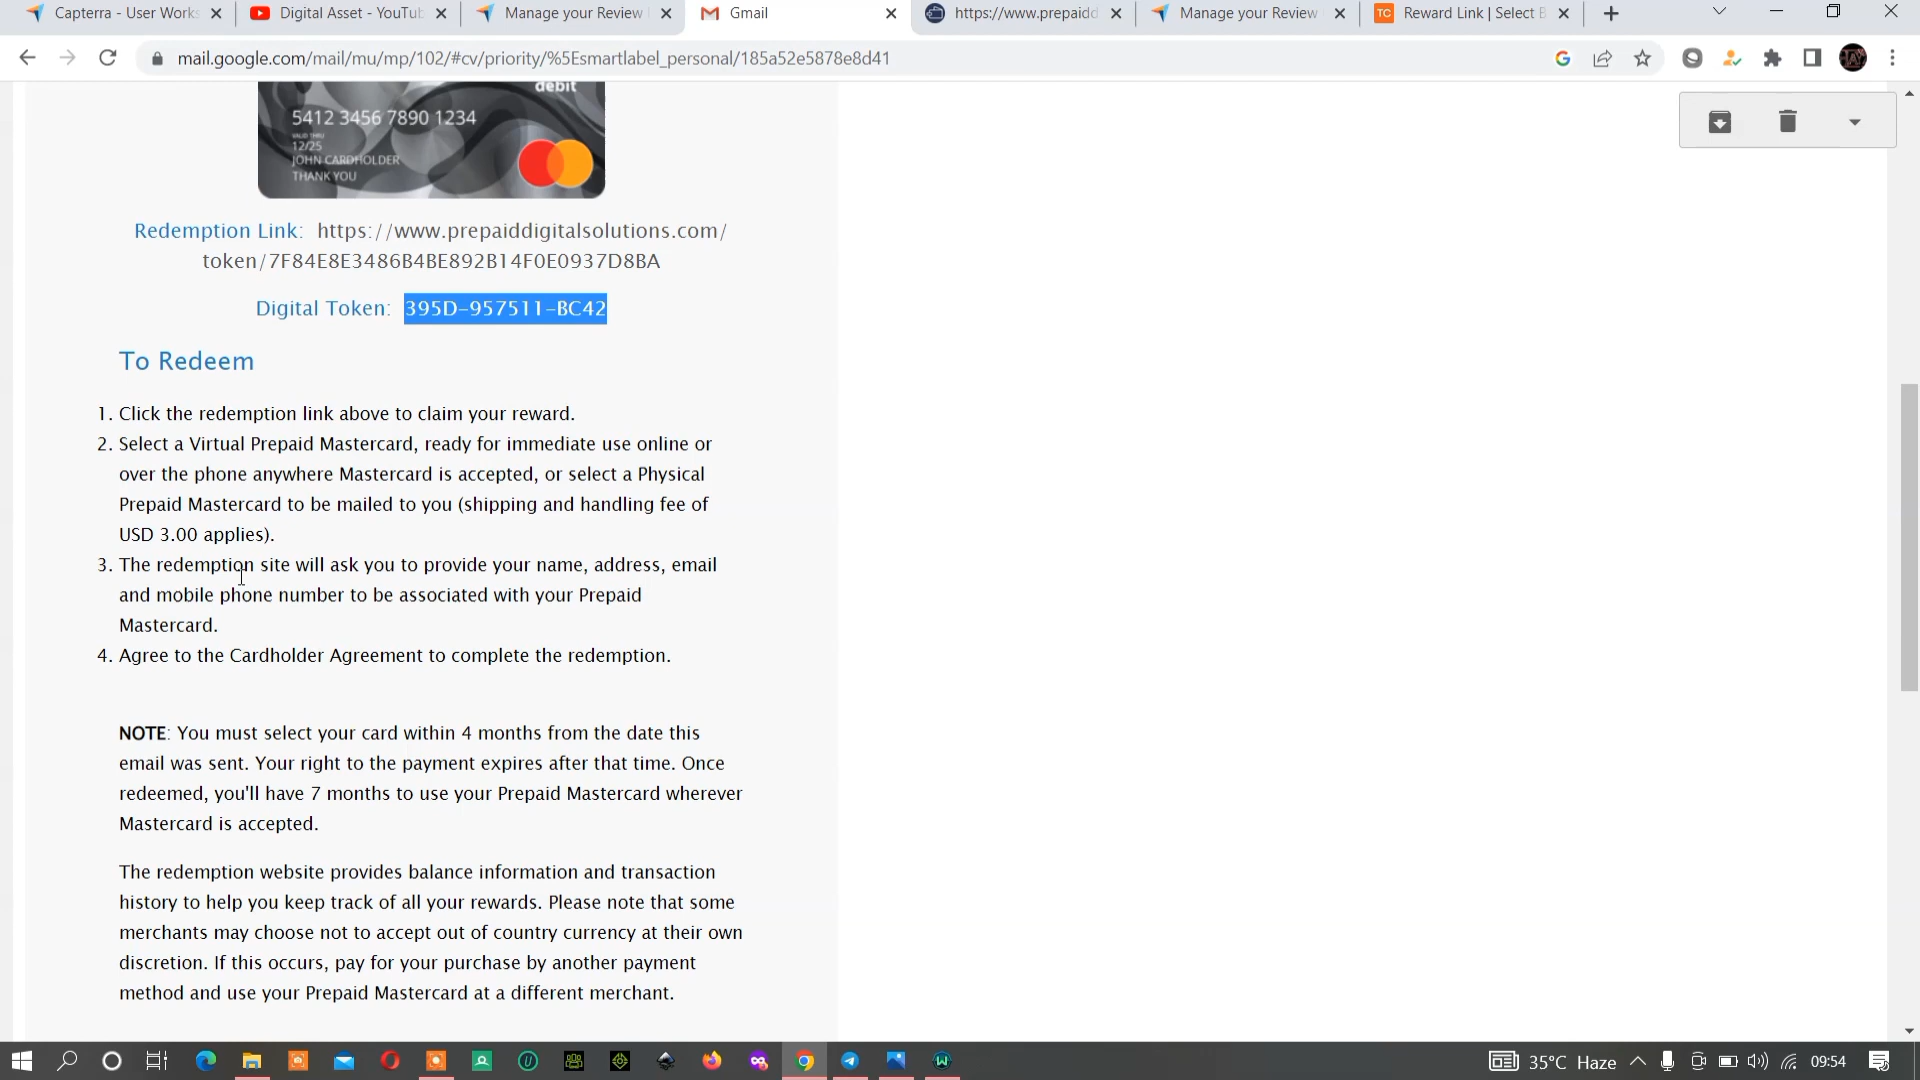 Capterra - User Works
Digital Asset - YouTub
Manage your Review
Gmail
https://www.prepaidd
Manage your Review
TC Reward Link | Select B
mail.google.com/mail/mu/mp/102/#cv/priority/%5Esmartlabel_personal/185a52e5878e8d41
debit
5412 3456 7890 1234
VALID THRU
12/25
JOHN CARDHOLDER
THANK YOU
Redemption Link: https://www.prepaiddigitalsolutions.com/
token/7F84E8E3486B4BE892B14F0E0937D8BA
Digital Token: 395D-957511-BC42
To Redeem
1. Click the redemption link above to claim your reward.
2. Select a Virtual Prepaid Mastercard, ready for immediate use online or
over the phone anywhere Mastercard is accepted, or select a Physical
Prepaid Mastercard to be mailed to you (shipping and handling fee of
USD 3.00 applies).
3. The redemption site will ask you to provide your name, address, email
and mobile phone number to be associated with your Prepaid
Mastercard.
4. Agree to the Cardholder Agreement to complete the redemption.
NOTE: You must select your card within 4 months from the date this
email was sent. Your right to the payment expires after that time. Once
redeemed, you'll have 7 months to use your Prepaid Mastercard wherever
Mastercard is accepted.
The redemption website provides balance information and transaction
history to help you keep track of all your rewards. Please note that some
merchants may choose not to accept out of country currency at their own
discretion. If this occurs, pay for your purchase by another payment
method and use your Prepaid Mastercard at a different merchant.
35°C Haze
09:54